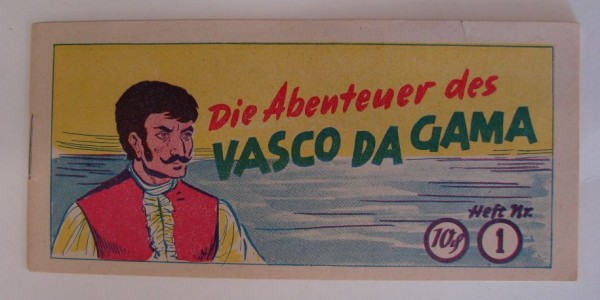 Die Abenteuer des
VASCO DA GAMA
Heft Nr.
10₰ 1